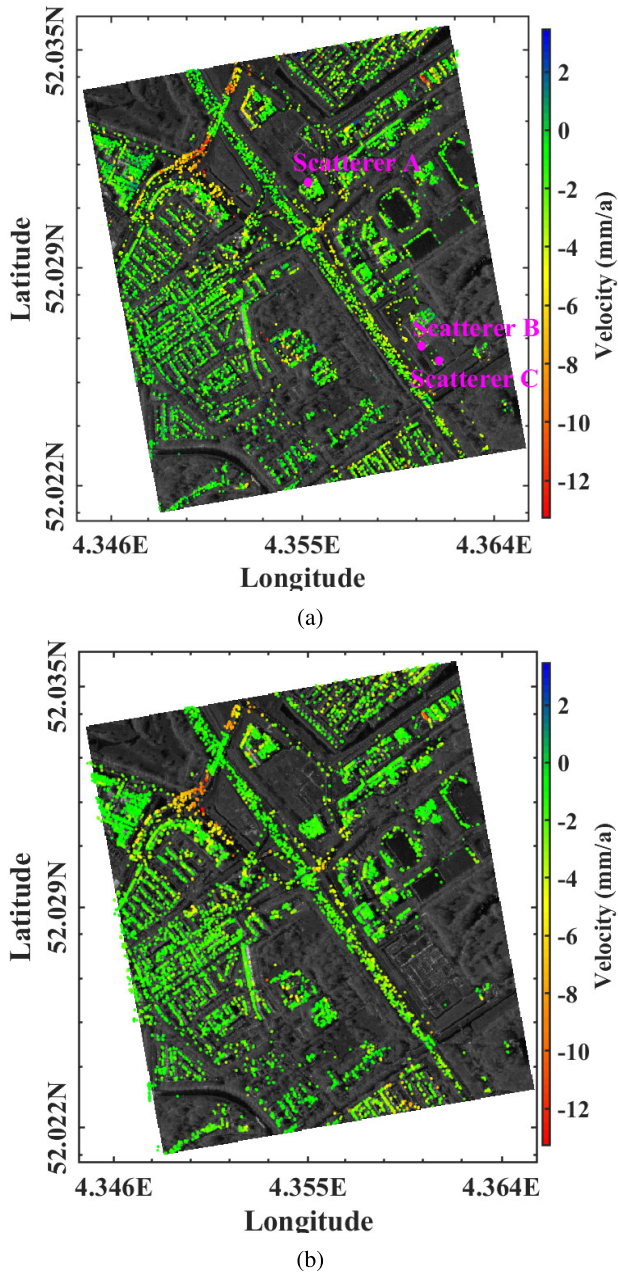 52.035N
52.029N
52.022N
Latitude
Scatterer A
Scatterer B
Scatterer C
2
0
-2
-4
-6
-8
-10
-12
Velocity (mm/a)
4.346E 4.355E 4.364E
Longitude
(a)
52.035N
52.029N
52.022N
Latitude
2
0
-2
-4
-6
-8
-10
-12
Velocity (mm/a)
4.346E 4.355E 4.364E
Longitude
(b)